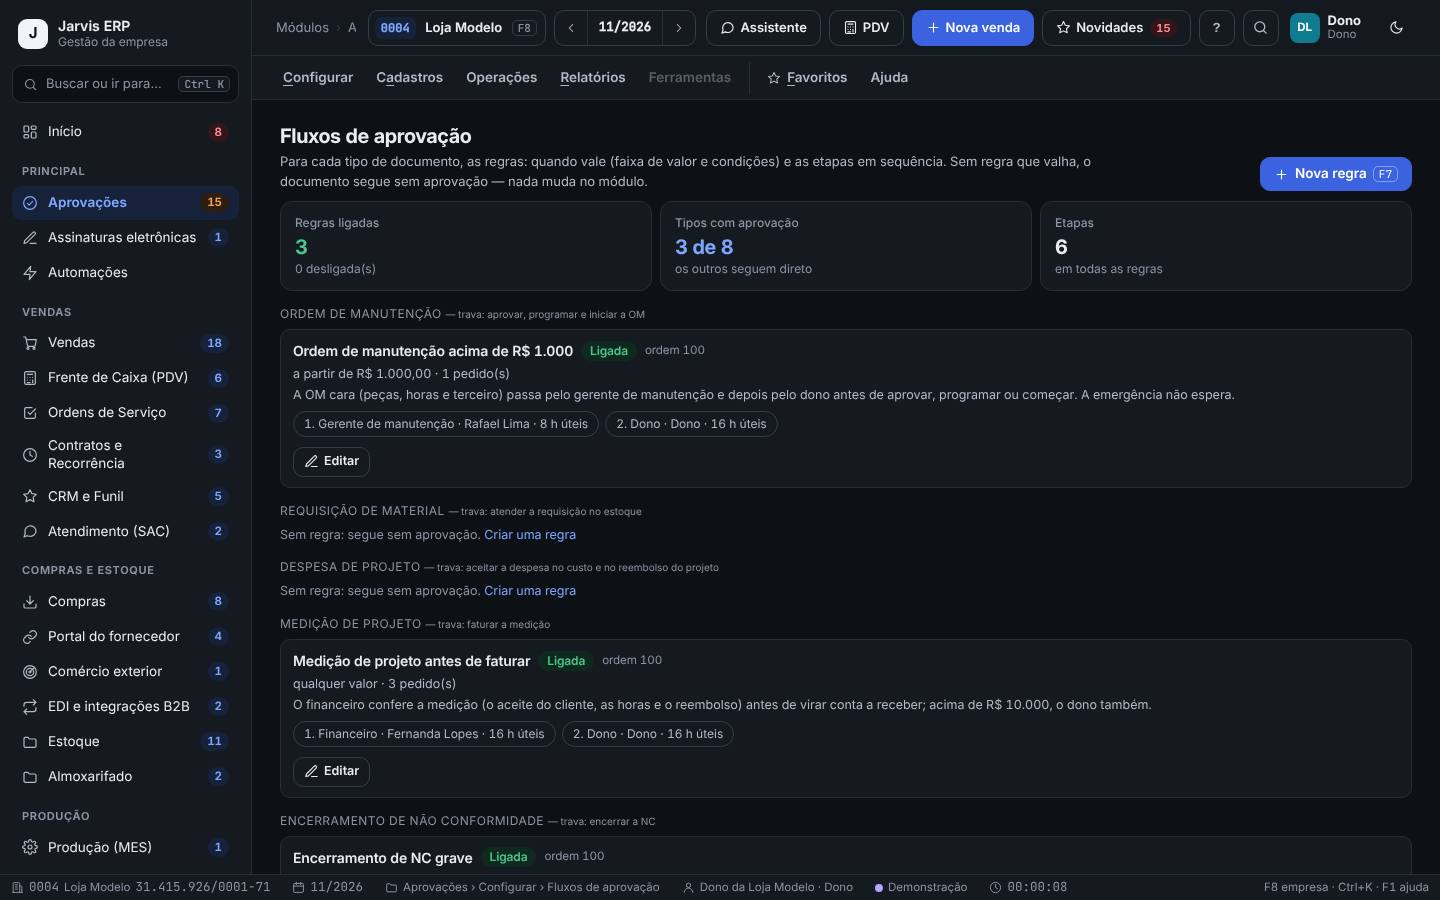 J
Jarvis ERP
Gestão da empresa
Buscar ou ir para...
Ctrl K
Início 8
PRINCIPAL
Aprovações 15
Assinaturas eletrônicas 1
Automações
VENDAS
Vendas 18
Frente de Caixa (PDV) 6
Ordens de Serviço 7
Contratos e
Recorrência 3
CRM e Funil 5
Atendimento (SAC) 2
COMPRAS E ESTOQUE
Compras 8
Portal do fornecedor 4
Comércio exterior 1
EDI e integrações B2B 2
Estoque 11
Almoxarifado 2
PRODUÇÃO
Produção (MES) 1
Módulos › A
0004 Loja Modelo F8
11/2026
Assistente
PDV
Nova venda
Novidades 15
?
DL
Dono
Dono
Configurar Cadastros Operações Relatórios Ferramentas Favoritos Ajuda
Fluxos de aprovação
Para cada tipo de documento, as regras: quando vale (faixa de valor e condições) e as etapas em sequência. Sem regra que valha, o
documento segue sem aprovação — nada muda no módulo.
Nova regra F7
Regras ligadas
3
0 desligada(s)
Tipos com aprovação
3 de 8
os outros seguem direto
Etapas
6
em todas as regras
ORDEM DE MANUTENÇÃO — trava: aprovar, programar e iniciar a OM
Ordem de manutenção acima de R$ 1.000 Ligada ordem 100
a partir de R$ 1.000,00 · 1 pedido(s)
A OM cara (peças, horas e terceiro) passa pelo gerente de manutenção e depois pelo dono antes de aprovar, programar ou começar. A emergência não espera.
1. Gerente de manutenção · Rafael Lima · 8 h úteis 2. Dono · Dono · 16 h úteis
Editar
REQUISIÇÃO DE MATERIAL — trava: atender a requisição no estoque
Sem regra: segue sem aprovação. Criar uma regra
DESPESA DE PROJETO — trava: aceitar a despesa no custo e no reembolso do projeto
Sem regra: segue sem aprovação. Criar uma regra
MEDIÇÃO DE PROJETO — trava: faturar a medição
Medição de projeto antes de faturar Ligada ordem 100
qualquer valor · 3 pedido(s)
O financeiro confere a medição (o aceite do cliente, as horas e o reembolso) antes de virar conta a receber; acima de R$ 10.000, o dono também.
1. Financeiro · Fernanda Lopes · 16 h úteis 2. Dono · Dono · 16 h úteis
Editar
ENCERRAMENTO DE NÃO CONFORMIDADE — trava: encerrar a NC
Encerramento de NC grave Ligada ordem 100
0004 Loja Modelo 31.415.926/0001-71 11/2026 Aprovações › Configurar › Fluxos de aprovação Dono da Loja Modelo · Dono Demonstração 00:00:08 F8 empresa · Ctrl+K · F1 ajuda